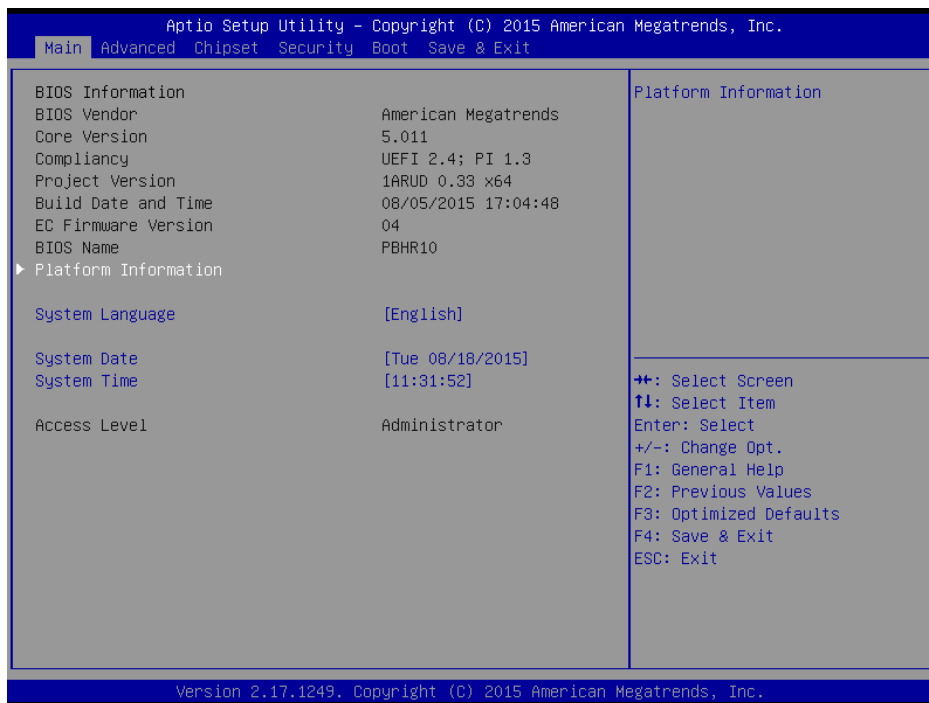 Aptio Setup Utility – Copyright (C) 2015 American Megatrends, Inc.
Main Advanced Chipset Security Boot Save & Exit
BIOS Information
BIOS Vendor American Megatrends
Core Version 5.011
Compliancy UEFI 2.4; PI 1.3
Project Version 1ARUD 0.33 x64
Build Date and Time 08/05/2015 17:04:48
EC Firmware Version 04
BIOS Name PBHR10
▶ Platform Information
System Language [English]
System Date [Tue 08/18/2015]
System Time [11:31:52]
Access Level Administrator
Platform Information
→←: Select Screen
↑↓: Select Item
Enter: Select
+/-: Change Opt.
F1: General Help
F2: Previous Values
F3: Optimized Defaults
F4: Save & Exit
ESC: Exit
Version 2.17.1249. Copyright (C) 2015 American Megatrends, Inc.